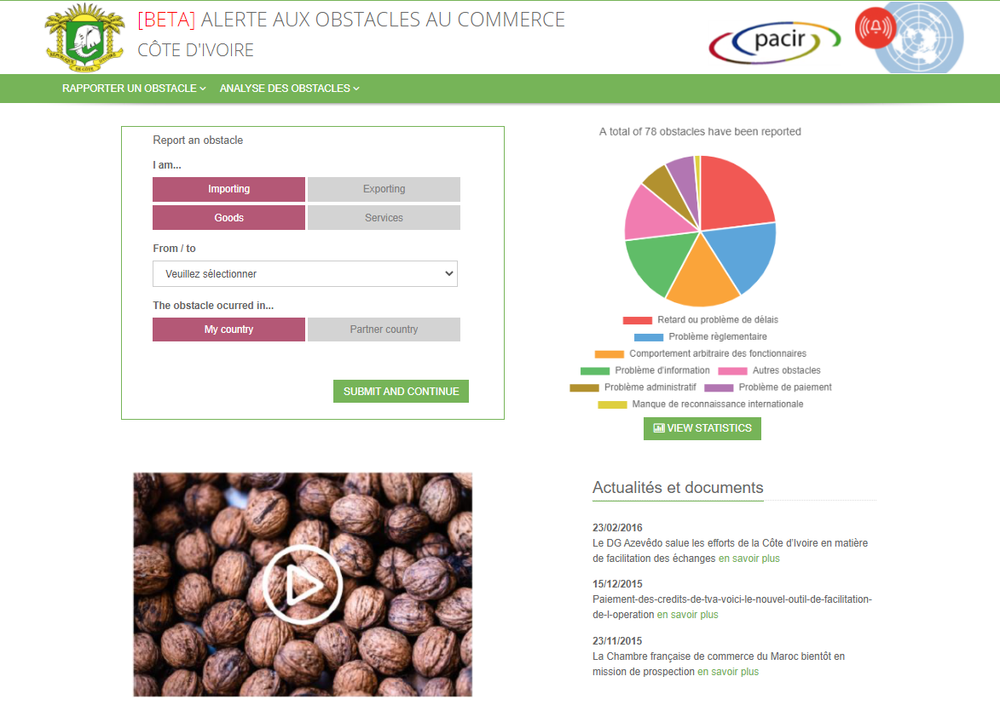 [BETA] ALERTE AUX OBSTACLES AU COMMERCE
CÔTE D'IVOIRE
pacir
RAPPORTER UN OBSTACLE
ANALYSE DES OBSTACLES
Report an obstacle
I am...
Importing
Exporting
Goods
Services
From / to
Veuillez sélectionner
The obstacle ocurred in...
My country
Partner country
SUBMIT AND CONTINUE
A total of 78 obstacles have been reported
Retard ou problème de délais
Problème règlementaire
Comportement arbitraire des fonctionnaires
Problème d'information
Autres obstacles
Problème administratif
Problème de paiement
Manque de reconnaissance internationale
VIEW STATISTICS
Actualités et documents
23/02/2016
Le DG Azevêdo salue les efforts de la Côte d'Ivoire en matière
de facilitation des échanges en savoir plus
15/12/2015
Paiement-des-credits-de-tva-voici-le-nouvel-outil-de-facilitation-
de-l-operation en savoir plus
23/11/2015
La Chambre française de commerce du Maroc bientôt en
mission de prospection en savoir plus